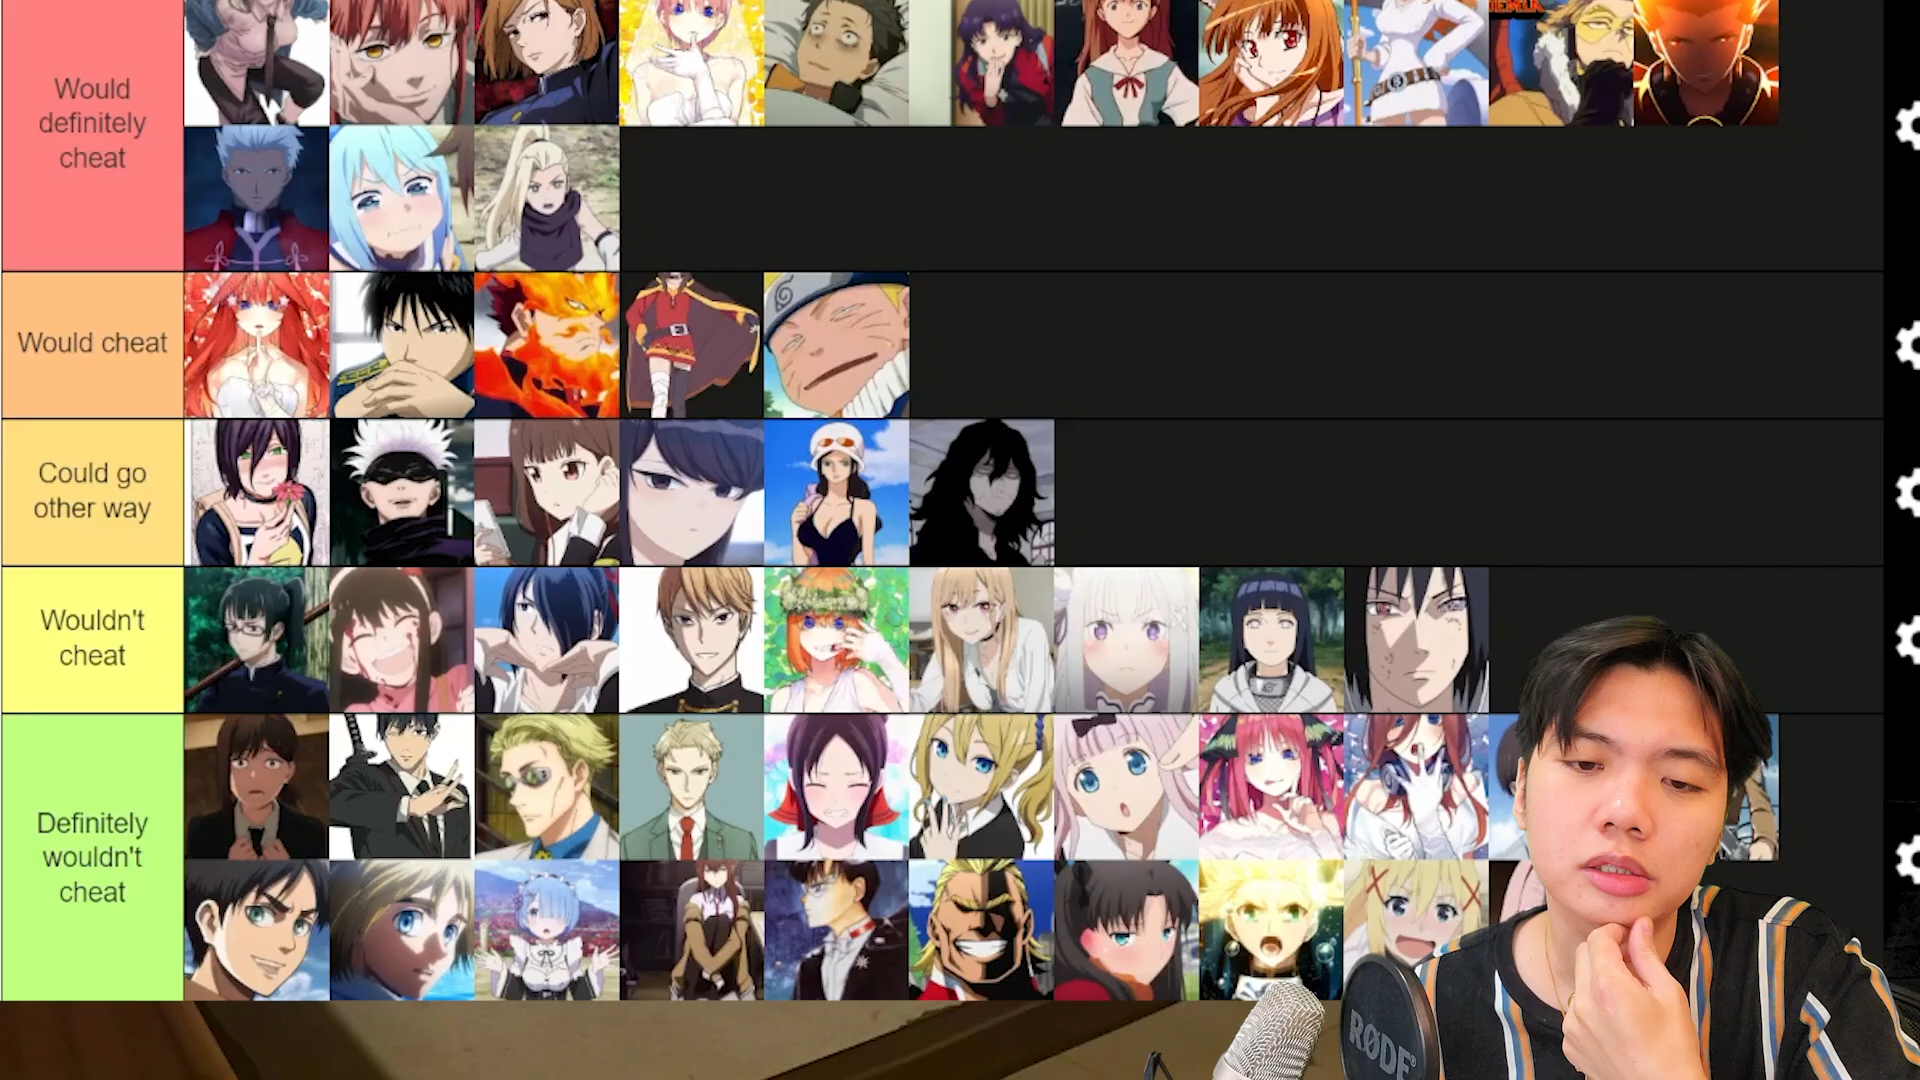 Would
definitely
cheat
Would cheat
Could go
other way
Wouldn't
cheat
Definitely
wouldn't
cheat
RØDE